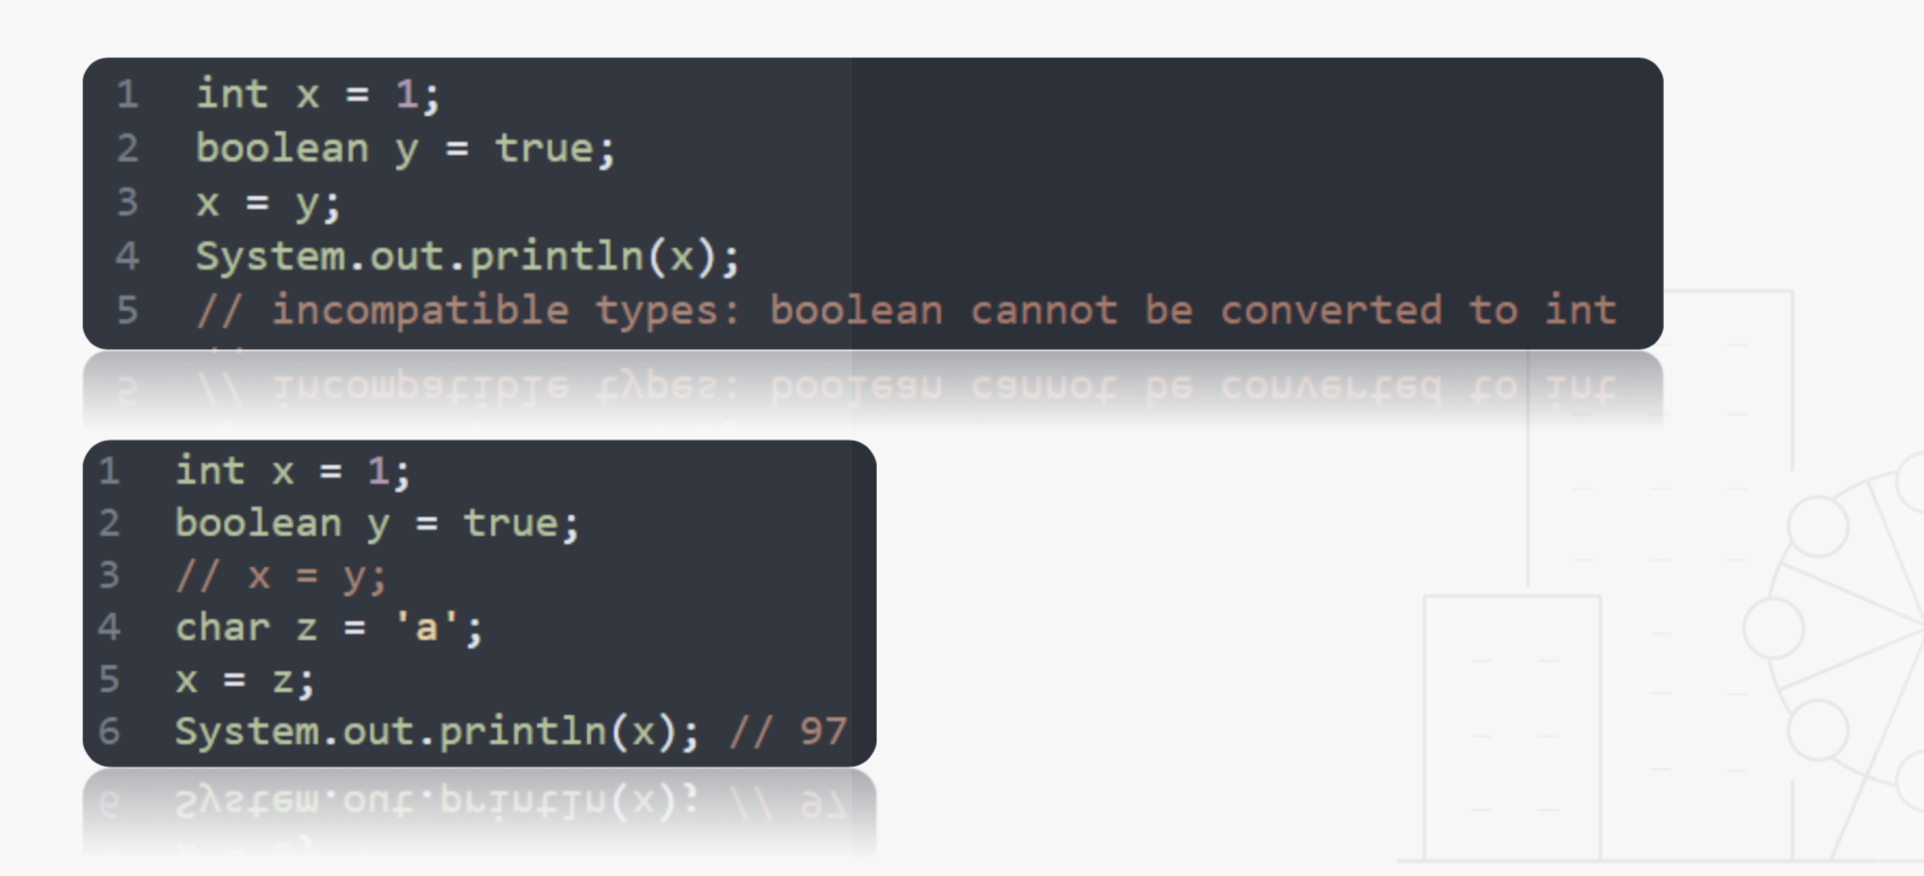 1 int x = 1;
2 boolean y = true;
3 x = y;
4 System.out.println(x);
5 // incompatible types: boolean cannot be converted to int
1 int x = 1;
2 boolean y = true;
3 // x = y;
4 char z = 'a';
5 x = z;
6 System.out.println(x); // 97